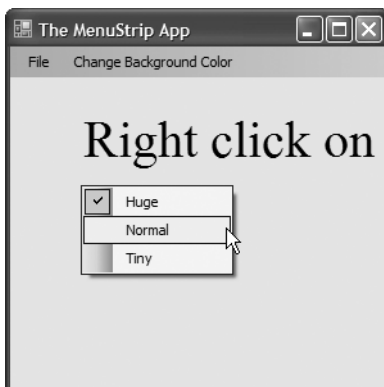 The MenuStrip App
File Change Background Color
Right click on
Huge
Normal
Tiny